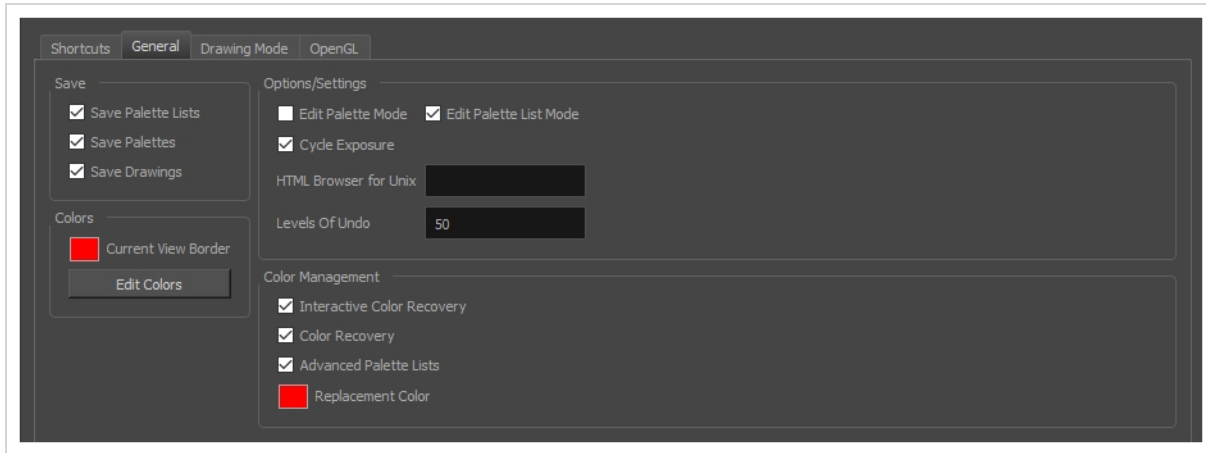 Shortcuts General Drawing Mode OpenGL
Save
Save Palette Lists
Save Palettes
Save Drawings
Colors
Current View Border
Edit Colors
Options/Settings
Edit Palette Mode Edit Palette List Mode
Cycle Exposure
HTML Browser for Unix
Levels Of Undo 50
Color Management
Interactive Color Recovery
Color Recovery
Advanced Palette Lists
Replacement Color